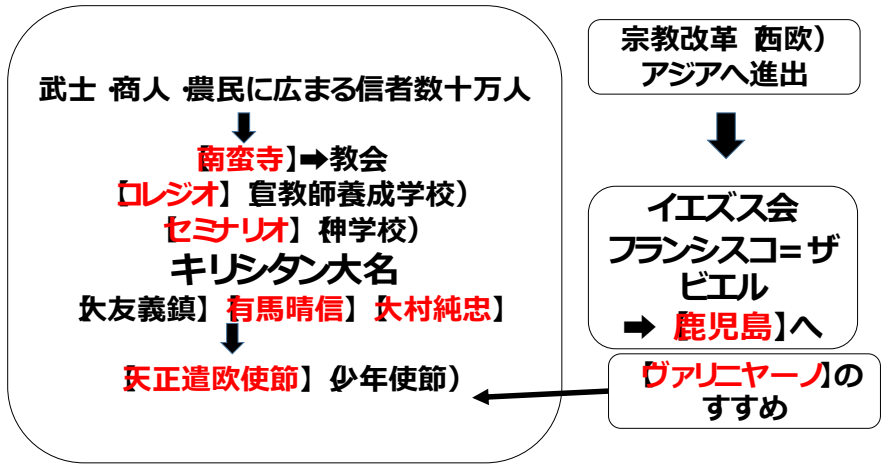 武士・商人・農民に広まる信者数十万人
【南蛮寺】➡教会
【コレジオ】（宣教師養成学校）
【セミナリオ】（神学校）
キリシタン大名
【大友義鎮】【有馬晴信】【大村純忠】
【天正遣欧使節】（少年使節）
宗教改革（西欧）
アジアへ進出
イエズス会
フランシスコ＝ザ
ビエル
➡【鹿児島】へ
【ヴァリニャーノ】の
すすめ